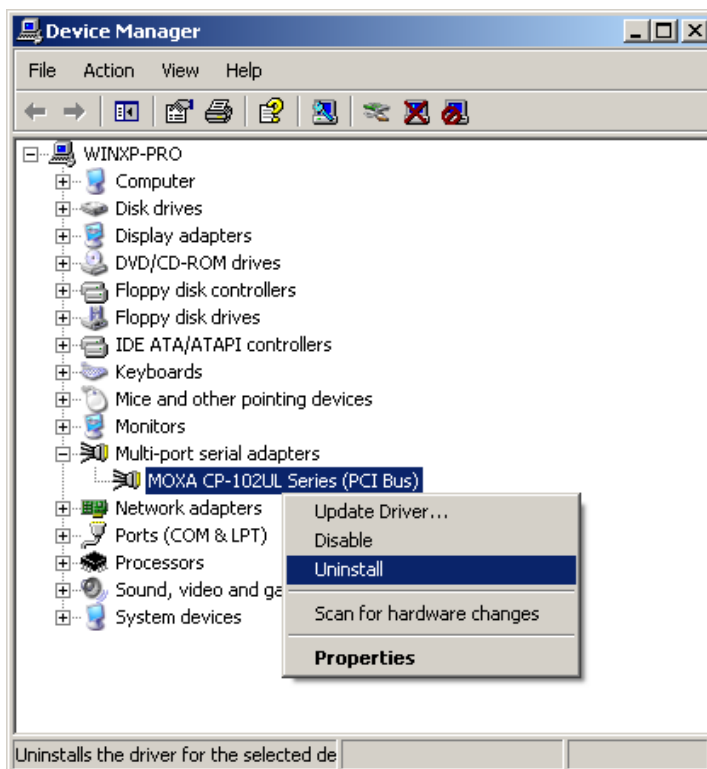 Device Manager
File Action View Help
WINXP-PRO
Computer
Disk drives
Display adapters
DVD/CD-ROM drives
Floppy disk controllers
Floppy disk drives
IDE ATA/ATAPI controllers
Keyboards
Mice and other pointing devices
Monitors
Multi-port serial adapters
MOXA CP-102UL Series (PCI Bus)
Network adapters
Ports (COM & LPT)
Processors
Sound, video and ga
System devices
Update Driver...
Disable
Uninstall
Scan for hardware changes
Properties
Uninstalls the driver for the selected de